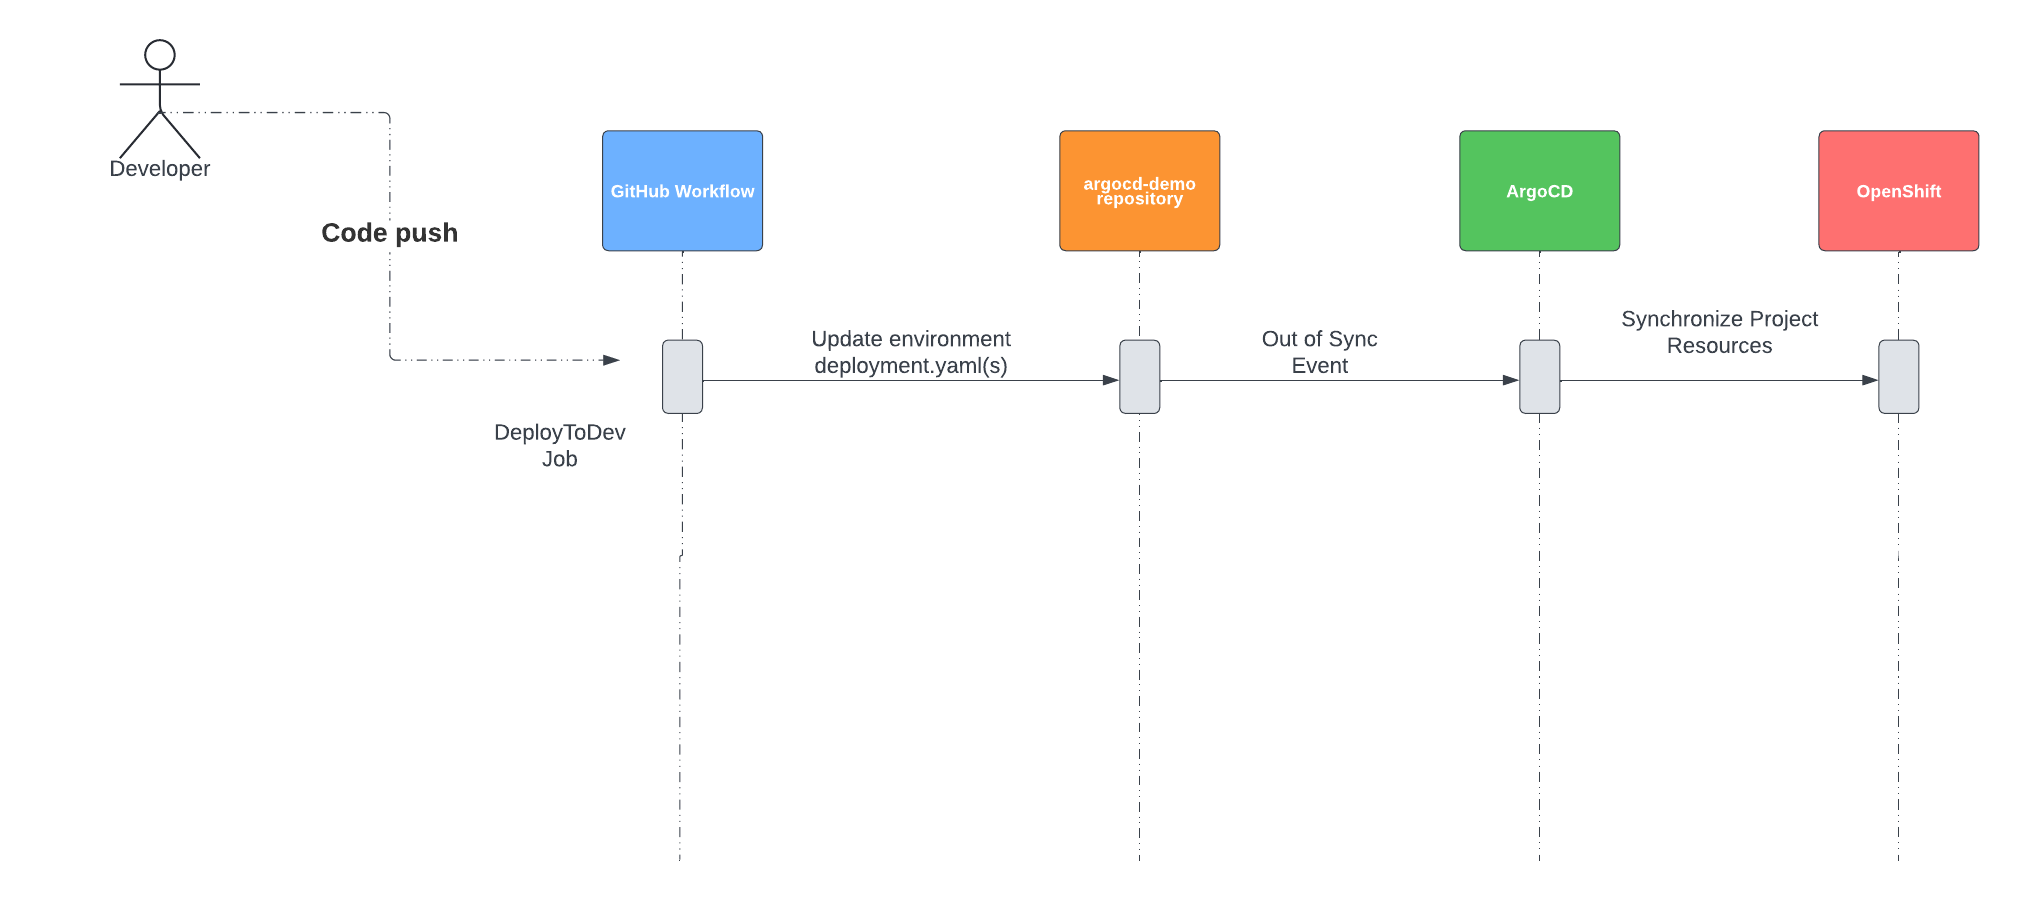 Developer
Code push
GitHub Workflow
argocd-demo
repository
ArgoCD
OpenShift
Update environment
deployment.yaml(s)
Out of Sync
Event
Synchronize Project
Resources
DeployToDev
Job